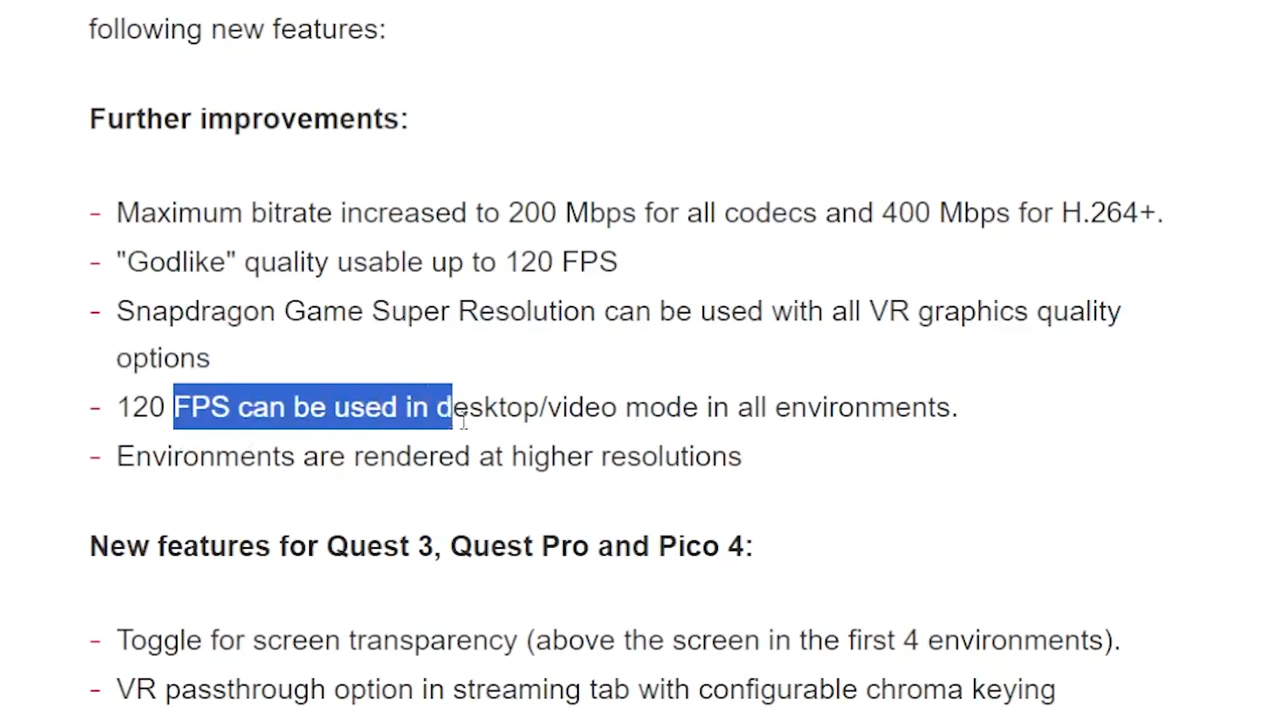 following new features:
Further improvements:
- Maximum bitrate increased to 200 Mbps for all codecs and 400 Mbps for H.264+.
- "Godlike" quality usable up to 120 FPS
- Snapdragon Game Super Resolution can be used with all VR graphics quality
options
- 120 FPS can be used in desktop/video mode in all environments.
- Environments are rendered at higher resolutions
New features for Quest 3, Quest Pro and Pico 4:
- Toggle for screen transparency (above the screen in the first 4 environments).
- VR passthrough option in streaming tab with configurable chroma keying